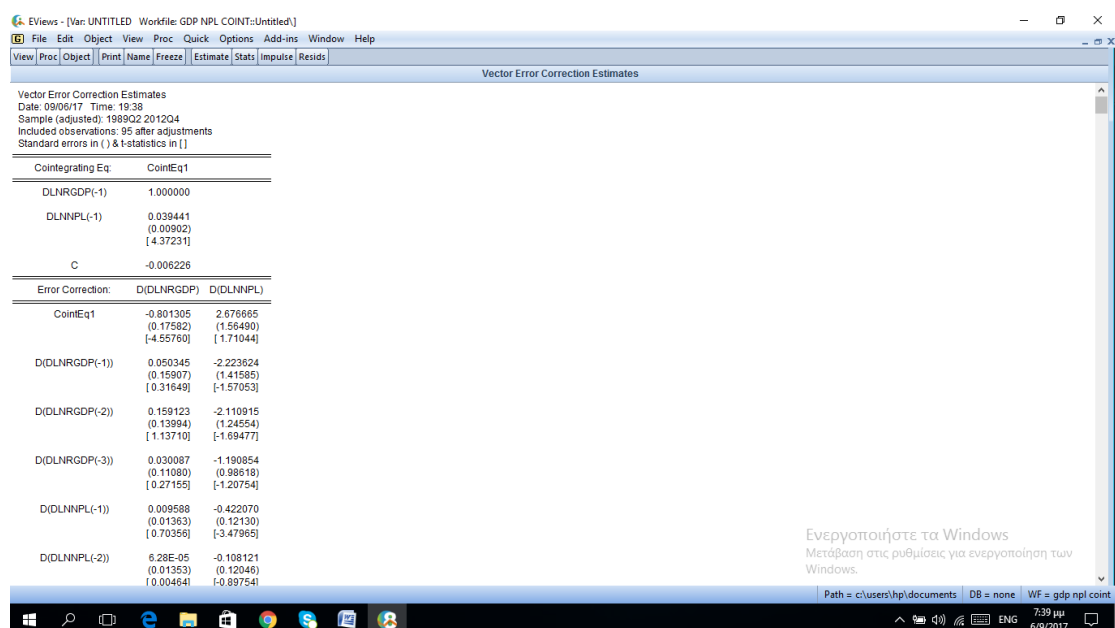 EViews - [Var: UNTITLED Workfile: GDP NPL COINT::Untitled\]
File Edit Object View Proc Quick Options Add-ins Window Help
View Proc Object Print Name Freeze Estimate Stats Impulse Resids
Vector Error Correction Estimates
Vector Error Correction Estimates
Date: 09/06/17 Time: 19:38
Sample (adjusted): 1989Q2 2012Q4
Included observations: 95 after adjustments
Standard errors in ( ) & t-statistics in [ ]
Cointegrating Eq: CointEq1
DLNRGDP(-1) 1.000000
DLNNPL(-1) 0.039441
(0.00902)
[ 4.37231]
C -0.006226
Error Correction: D(DLNRGDP) D(DLNNPL)
CointEq1 -0.801305 2.676665
(0.17582) (1.56490)
[-4.55760] [ 1.71044]
D(DLNRGDP(-1)) 0.050345 -2.223624
(0.15907) (1.41585)
[ 0.31649] [-1.57053]
D(DLNRGDP(-2)) 0.159123 -2.110915
(0.13994) (1.24554)
[ 1.13710] [-1.69477]
D(DLNRGDP(-3)) 0.030087 -1.190854
(0.11080) (0.98618)
[ 0.27155] [-1.20754]
D(DLNNPL(-1)) 0.009588 -0.422070
(0.01363) (0.12130)
[ 0.70356] [-3.47965]
D(DLNNPL(-2)) 6.28E-05 -0.108121
(0.01353) (0.12046)
[ 0.00464] [-0.89754]
Ενεργοποιήστε τα Windows
Μετάβαση στις ρυθμίσεις για ενεργοποίηση των
Windows.
Path = c:\users\hp\documents DB = none WF = gdp npl coint
ENG
7:39 μμ
6/9/2017